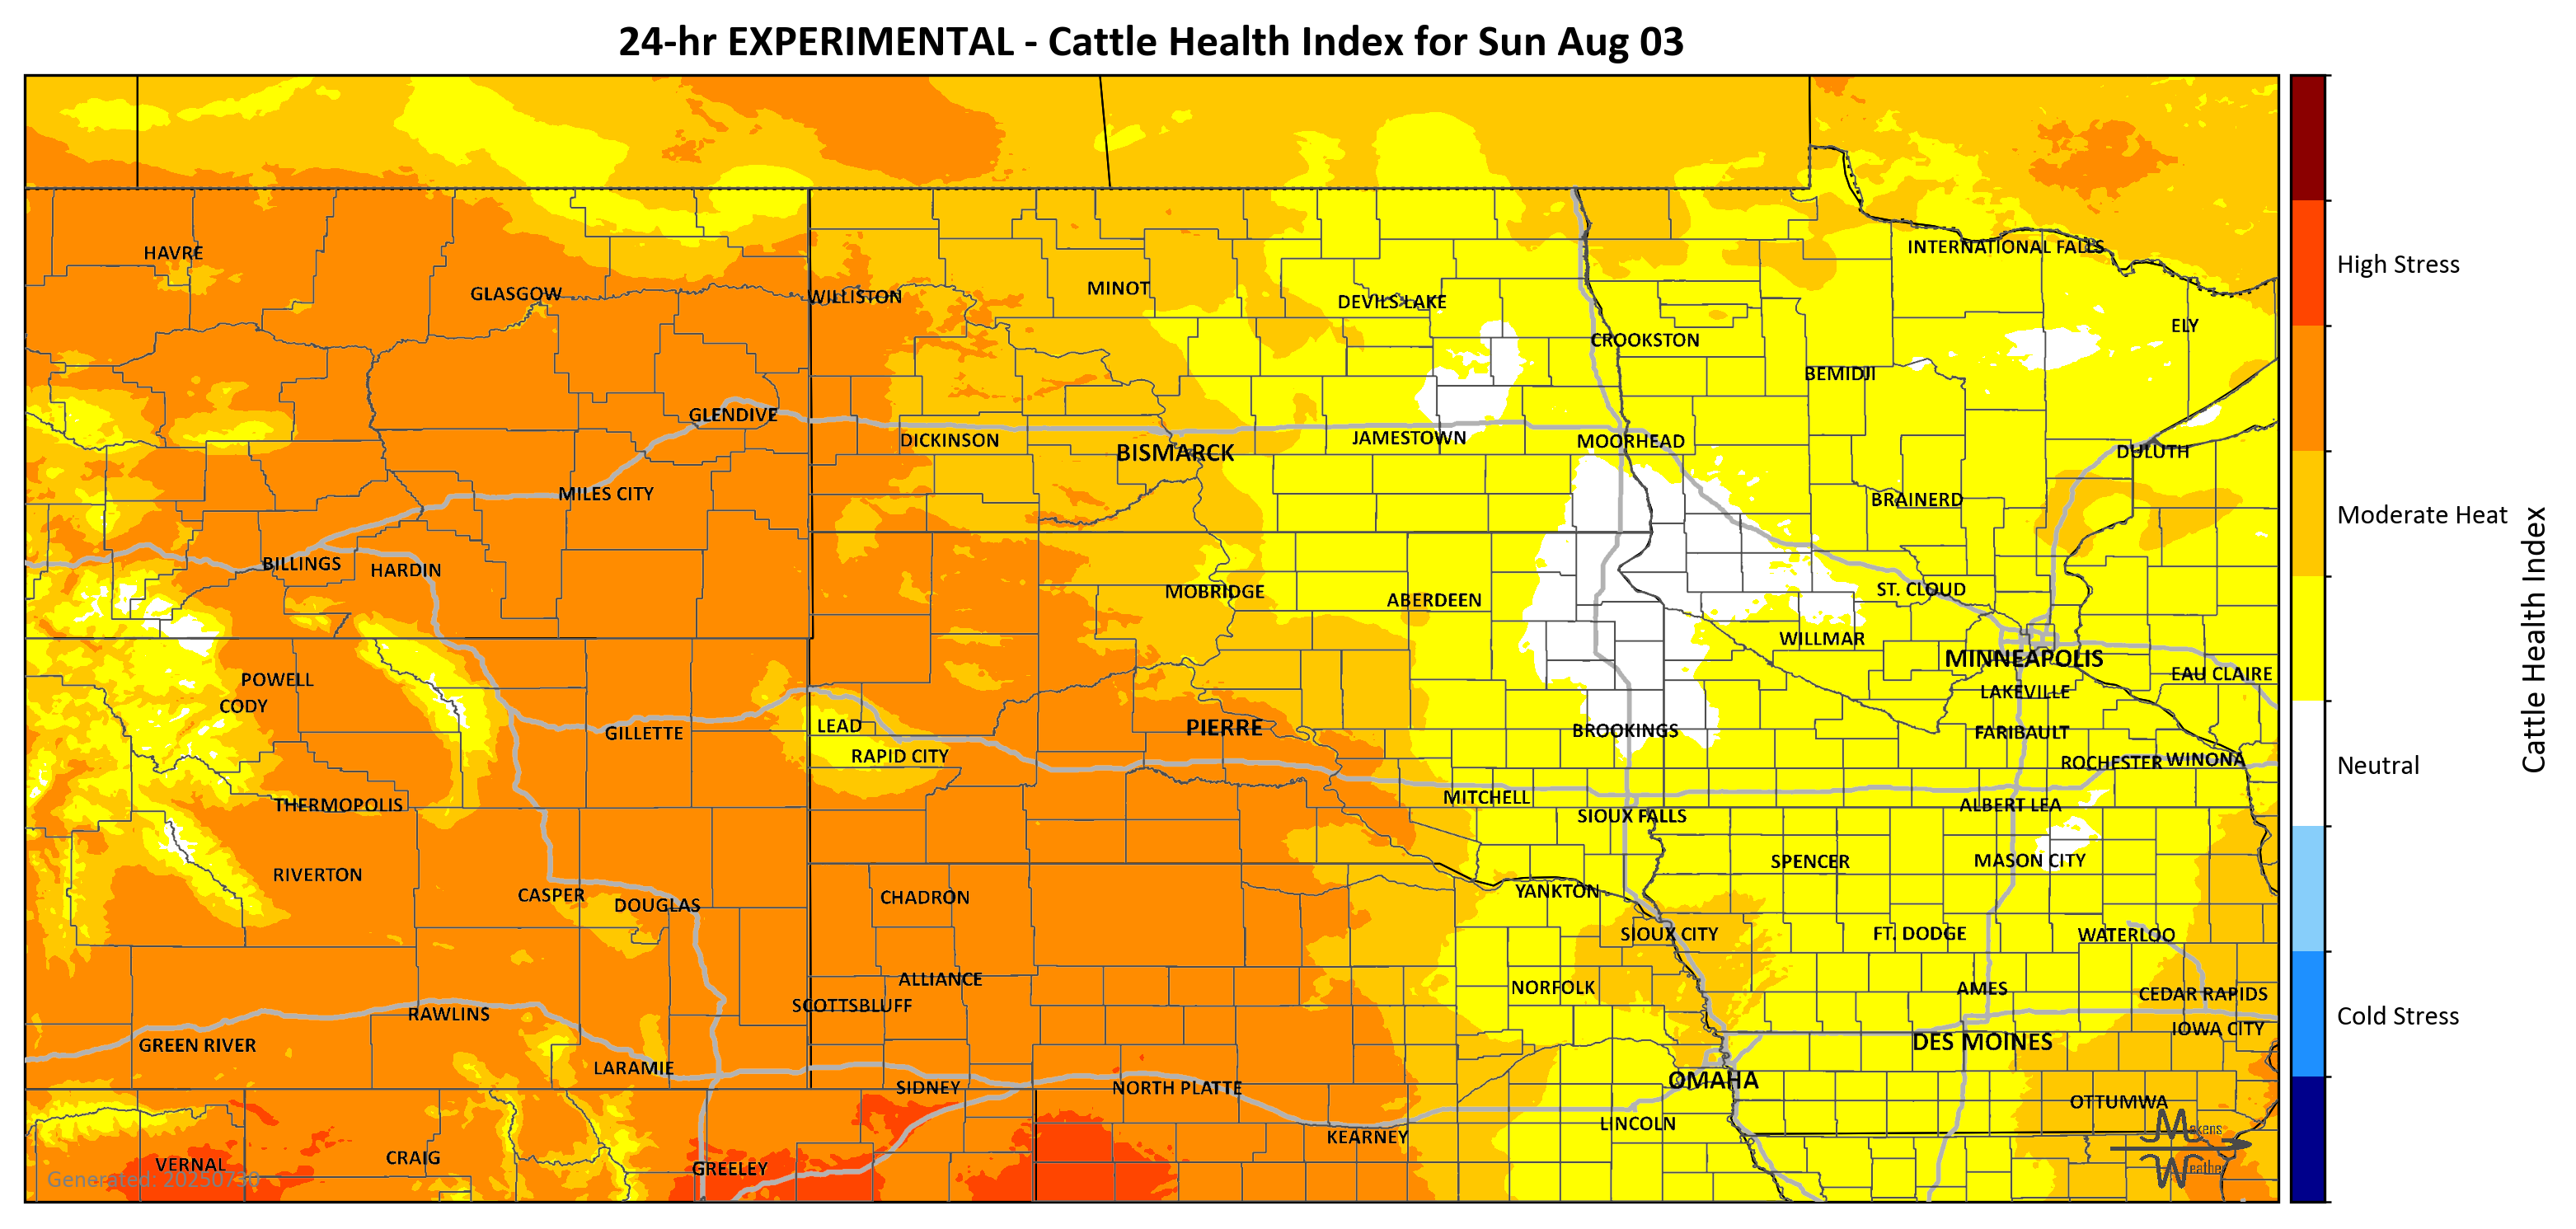 24-hr EXPERIMENTAL - Cattle Health Index for Sun Aug 03
HAVRE
GLASGOW
WILLISTON
MINOT
DEVILS LAKE
INTERNATIONAL FALLS
CROOKSTON
ELY
BEMIDJI
GLENDIVE
DICKINSON
BISMARCK
JAMESTOWN
MOORHEAD
DULUTH
MILES CITY
BRAINERD
BILLINGS
HARDIN
MOBRIDGE
ABERDEEN
ST. CLOUD
WILLMAR
MINNEAPOLIS
EAU CLAIRE
POWELL
CODY
LAKEVILLE
GILLETTE
LEAD
PIERRE
BROOKINGS
FARIBAULT
RAPID CITY
ROCHESTER
WINONA
THERMOPOLIS
MITCHELL
SIOUX FALLS
ALBERT LEA
RIVERTON
SPENCER
MASON CITY
CASPER
DOUGLAS
CHADRON
YANKTON
SIOUX CITY
FT. DODGE
WATERLOO
ALLIANCE
SCOTTSBLUFF
NORFOLK
AMES
CEDAR RAPIDS
RAWLINS
GREEN RIVER
IOWA CITY
DES MOINES
LARAMIE
SIDNEY
NORTH PLATTE
OMAHA
OTTUMWA
LINCOLN
KEARNEY
VERNAL
CRAIG
GREELEY
Generated: 20250730
Makens
Weather
High Stress
Moderate Heat
Neutral
Cold Stress
Cattle Health Index